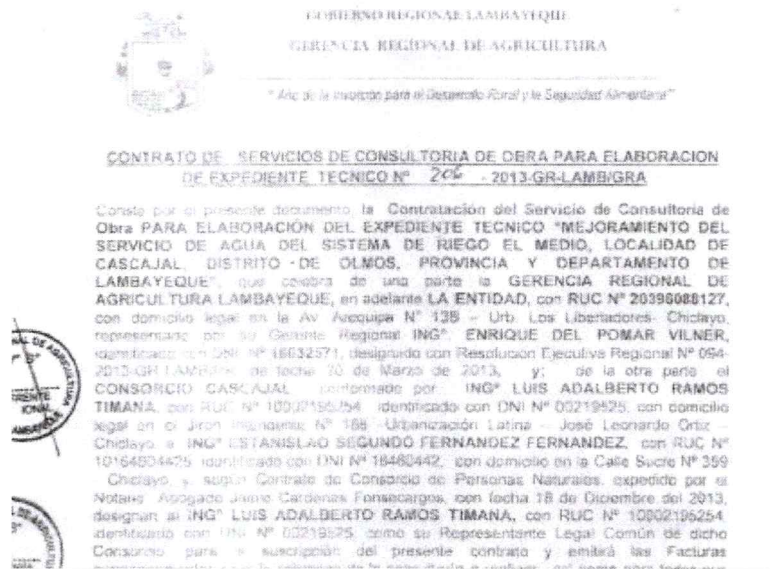 GOBIERNO REGIONAL LAMBAYEQUE
GERENCIA REGIONAL DE AGRICULTURA
" Año de la Inversión para el Desarrollo Rural y la Seguridad Alimentaria"
CONTRATO DE SERVICIOS DE CONSULTORIA DE OBRA PARA ELABORACION
DE EXPEDIENTE TECNICO Nº 206 - 2013-GR-LAMB/GRA
Conste por el presente documento, la Contratación del Servicio de Consultoria de
Obra PARA ELABORACIÓN DEL EXPEDIENTE TECNICO "MEJORAMIENTO DEL
SERVICIO DE AGUA DEL SISTEMA DE RIEGO EL MEDIO, LOCALIDAD DE
CASCAJAL, DISTRITO DE OLMOS, PROVINCIA Y DEPARTAMENTO DE
LAMBAYEQUE", que celebra de una parte la GERENCIA REGIONAL DE
AGRICULTURA LAMBAYEQUE, en adelante LA ENTIDAD, con RUC Nº 20396088127,
con domicilio legal en la Av Arequipa Nº 138 – Urb. Los Libertadores- Chiclayo,
representado por su Gerente Regional INGº. ENRIQUE DEL POMAR VILNER,
identificado con DNI Nº 16632571, designado con Resolucion Ejecutiva Regional Nº 094-
2013-GR.LAMB de fecha 20 de Marzo de 2013, y; de la otra parte el
CONSORCIO CASCAJAL conformado por INGº LUIS ADALBERTO RAMOS
TIMANA, con RUC Nº 10002195254 identificado con DNI Nº 00219525, con domicilio
legal en el Jiron Nº 168 -Urbanización Latina – José Leonardo Ortiz –
Chiclayo e INGº ESTANISLAO SEGUNDO FERNANDEZ FERNANDEZ, con RUC Nº
10164604425 identificado con DNI Nº 16460442, con domicilio en la Calle Sucre Nº 359
Chiclayo, y según Contrato de Consorcio de Personas Naturales, expedido por el
Notario Abogado Jaime Cardenas Fonsecargos, con fecha 18 de Diciembre del 2013,
designan al INGº LUIS ADALBERTO RAMOS TIMANA, con RUC Nº 10002195254
identificado con DNI Nº 00219525 como su Representante Legal Común de dicho
Consorcio para la suscripción del presente contrato y emitirá las Facturas